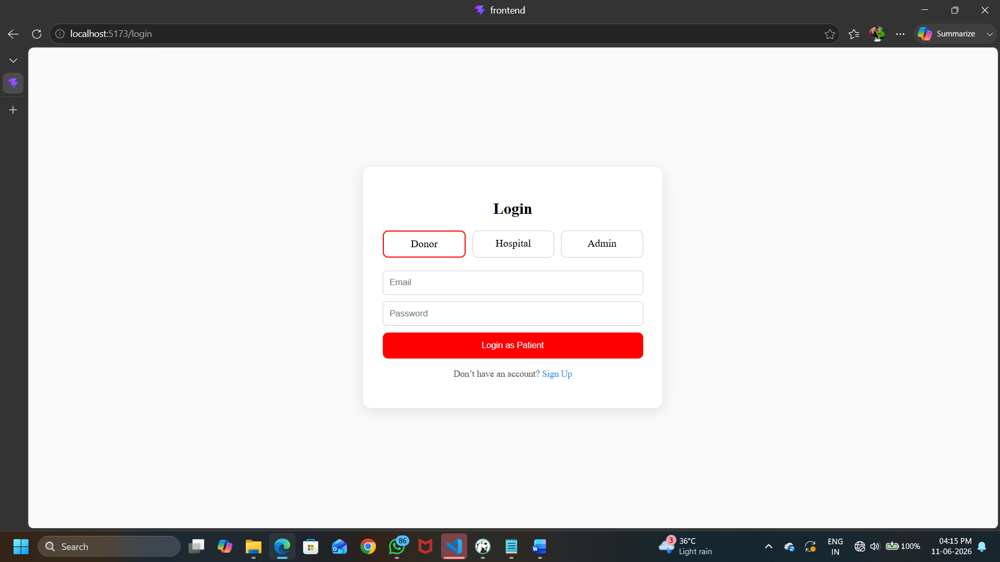 frontend
localhost:5173/login
Summarize
Login
Donor
Hospital
Admin
Email
Password
Login as Patient
Don’t have an account? Sign Up
Search
86
3
36°C
Light rain
ENG
IN
100%
04:15 PM
11-06-2026